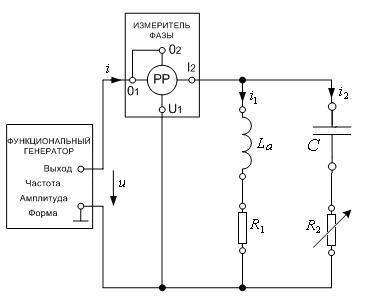 ИЗМЕРИТЕЛЬ
ФАЗЫ
02
I2
i
01
PP
U1
i1
i2
La
C
ФУНКЦИОНАЛЬНЫЙ
ГЕНЕРАТОР
Выход
Частота
Амплитуда
Форма
u
R1
R2